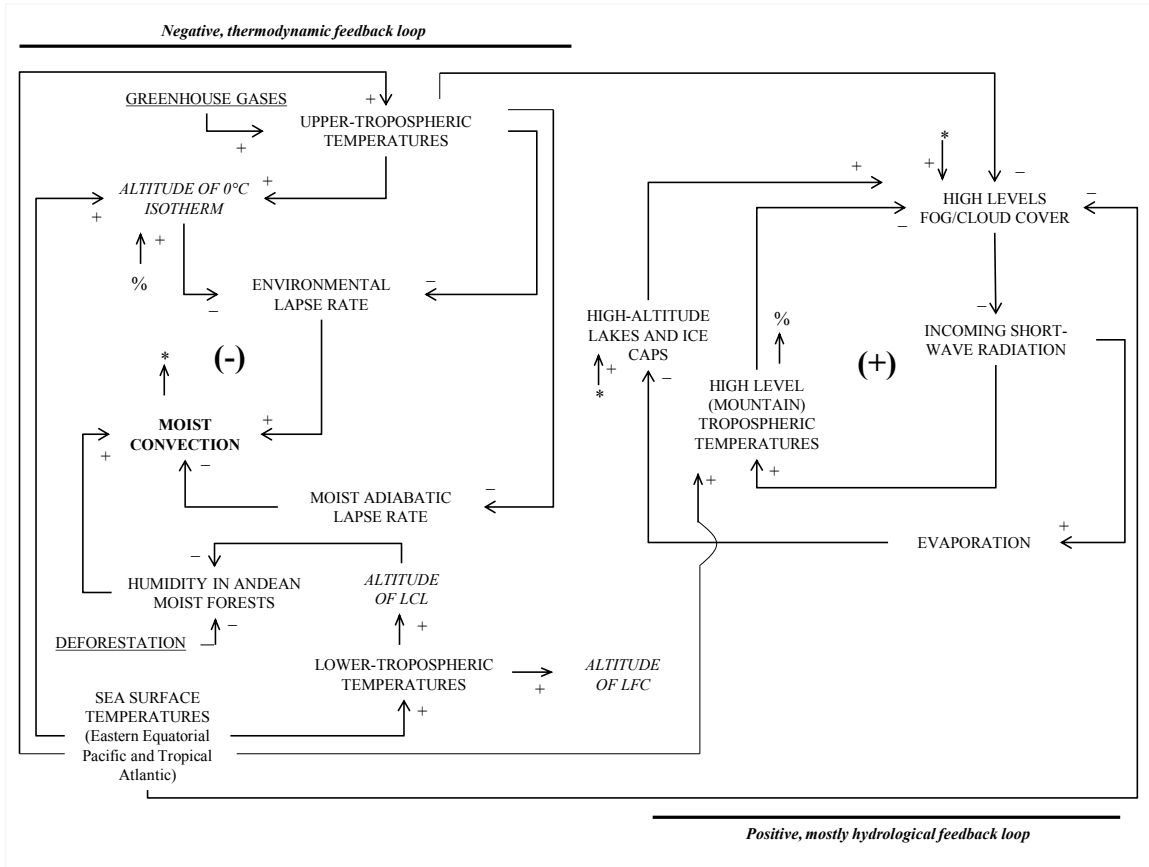 Negative, thermodynamic feedback loop
GREENHOUSE GASES
+
+
UPPER-TROPOSPHERIC
TEMPERATURES
ALTITUDE OF 0°C
ISOTHERM
+
+
+
%
ENVIRONMENTAL
LAPSE RATE
–
–
(-)
*
MOIST
CONVECTION
+
+
–
MOIST ADIABATIC
LAPSE RATE
–
–
HUMIDITY IN ANDEAN
MOIST FORESTS
–
DEFORESTATION
ALTITUDE
OF LCL
+
LOWER-TROPOSPHERIC
TEMPERATURES
+
+
ALTITUDE
OF LFC
SEA SURFACE
TEMPERATURES
(Eastern Equatorial
Pacific and Tropical
Atlantic)
*
+
+
–
–
–
HIGH LEVELS
FOG/CLOUD COVER
–
INCOMING SHORT-
WAVE RADIATION
(+)
HIGH-ALTITUDE
LAKES AND ICE
CAPS
+
*
–
%
HIGH LEVEL
(MOUNTAIN)
TROPOSPHERIC
TEMPERATURES
+
+
EVAPORATION
+
Positive, mostly hydrological feedback loop